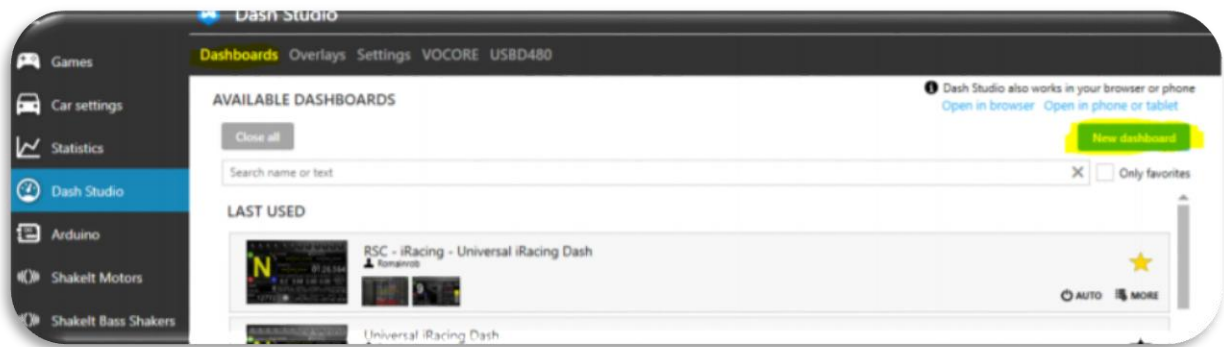 Dash Studio
Games
Car settings
Statistics
Dash Studio
Arduino
ShakeIt Motors
ShakeIt Bass Shakers
Dashboards Overlays Settings VOCORE USBD480
AVAILABLE DASHBOARDS
Dash Studio also works in your browser or phone
Open in browser Open in phone or tablet
Close all
New dashboard
Search name or text
Only favorites
LAST USED
RSC - iRacing - Universal iRacing Dash
Romainrob
N
AUTO MORE
Universal iRacing Dash